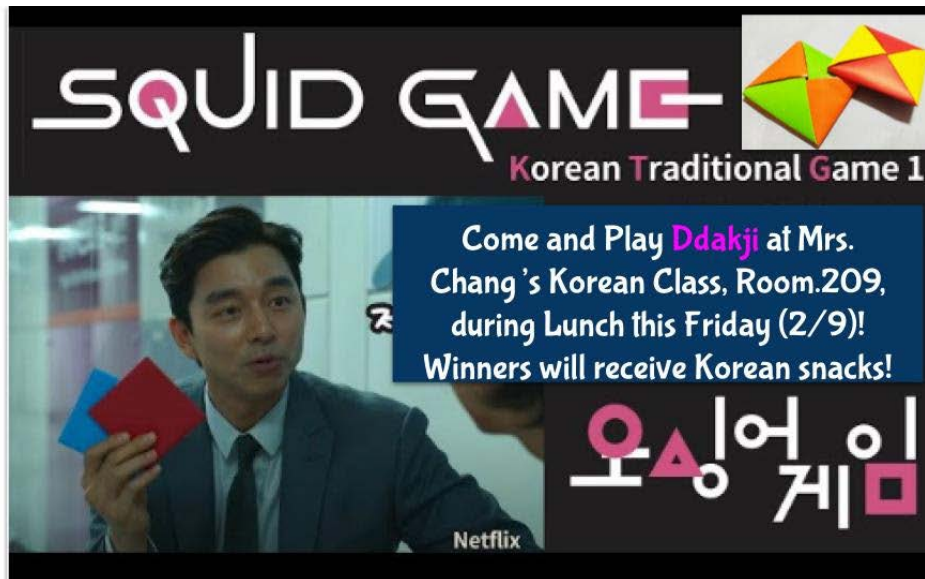 SQUID GAME
Korean Traditional Game 1
Come and Play Ddakji at Mrs.
Chang's Korean Class, Room.209,
during Lunch this Friday (2/9)!
Winners will receive Korean snacks!
오징어
게임
Netflix